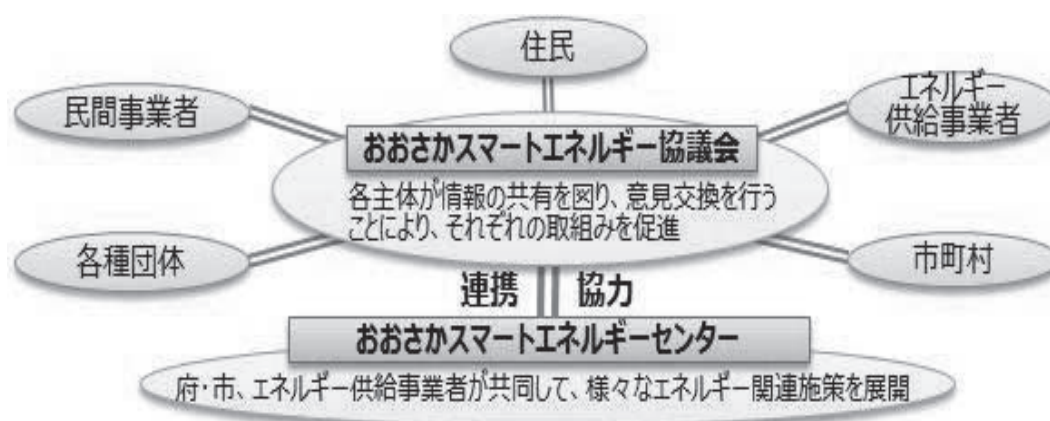 住民
民間事業者
エネルギー
供給事業者
おおさかスマートエネルギー協議会
各主体が情報の共有を図り、意見交換を行う
ことにより、それぞれの取組みを促進
各種団体
市町村
連携 協力
おおさかスマートエネルギーセンター
府・市、エネルギー供給事業者が共同して、様々なエネルギー関連施策を展開